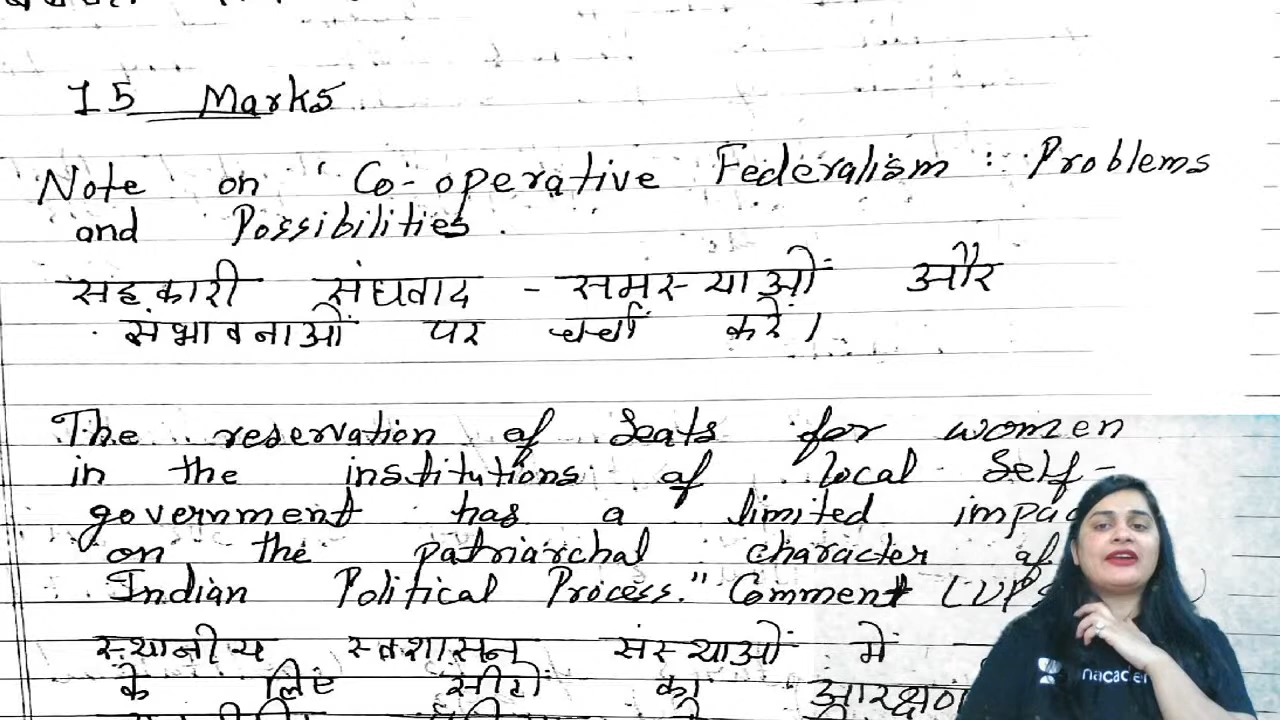 15 Marks.
Note on ' Co-operative Federalism : Problems
and Possibilities.
सहकारी संघवाद - समस्याओं और
संभावनाओं पर चर्चा करें।
The reservation of Seats for women
in the institutions of local Self-
government has a limited
on the patriarchal character of
Indian Political Process." Comment
स्थानीय स्वशासन संस्थाओं में
के लिए सीटों का आरक्षण